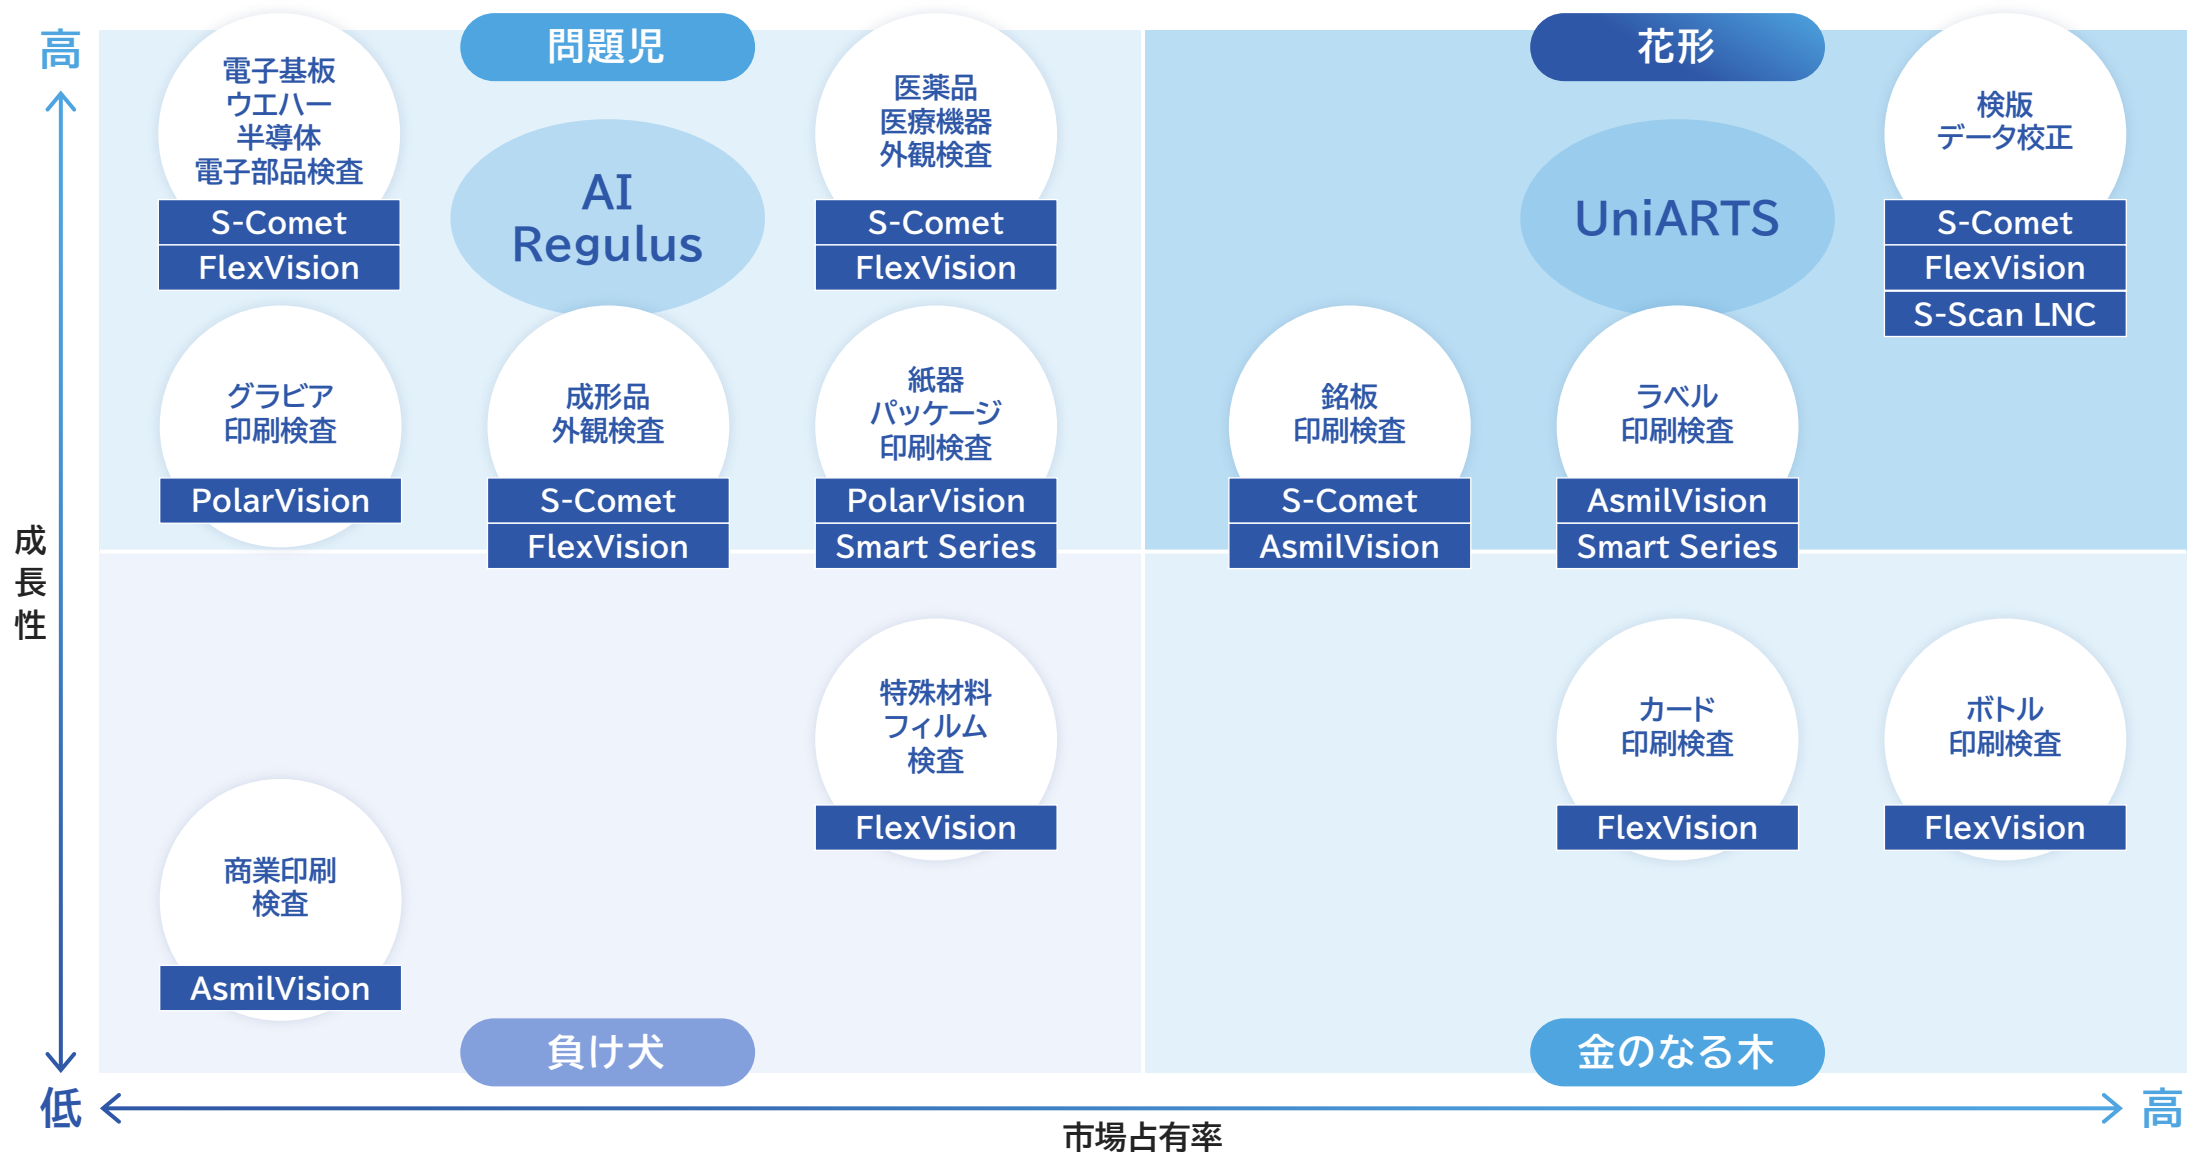 高
問題児
花形
電子基板
ウエハー
半導体
電子部品検査
S-Comet
FlexVision
AI
Regulus
医薬品
医療機器
外観検査
S-Comet
FlexVision
UniARTS
検版
データ校正
S-Comet
FlexVision
S-Scan LNC
グラビア
印刷検査
PolarVision
成形品
外観検査
S-Comet
FlexVision
紙器
パッケージ
印刷検査
PolarVision
Smart Series
銘板
印刷検査
S-Comet
AsmilVision
ラベル
印刷検査
AsmilVision
Smart Series
成長性
特殊材料
フィルム
検査
FlexVision
カード
印刷検査
FlexVision
ボトル
印刷検査
FlexVision
商業印刷
検査
AsmilVision
負け犬
金のなる木
低
高
市場占有率